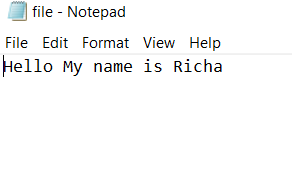 file - Notepad
File Edit Format View Help
Hello My name is Richa